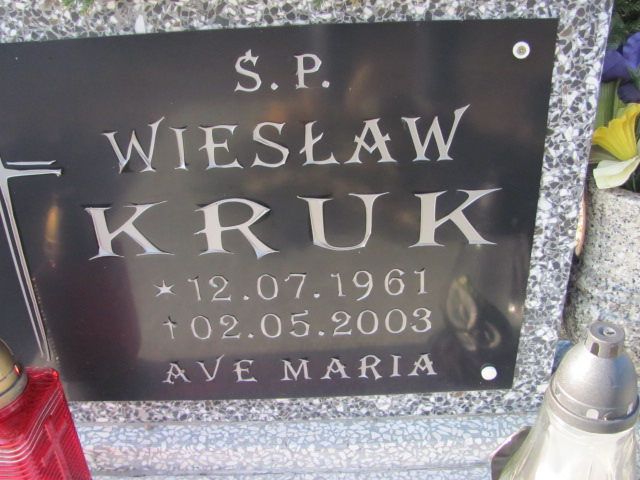 Ś.P.
WIESŁAW
KRUK
*12.07.1961
†02.05.2003
AVE MARIA